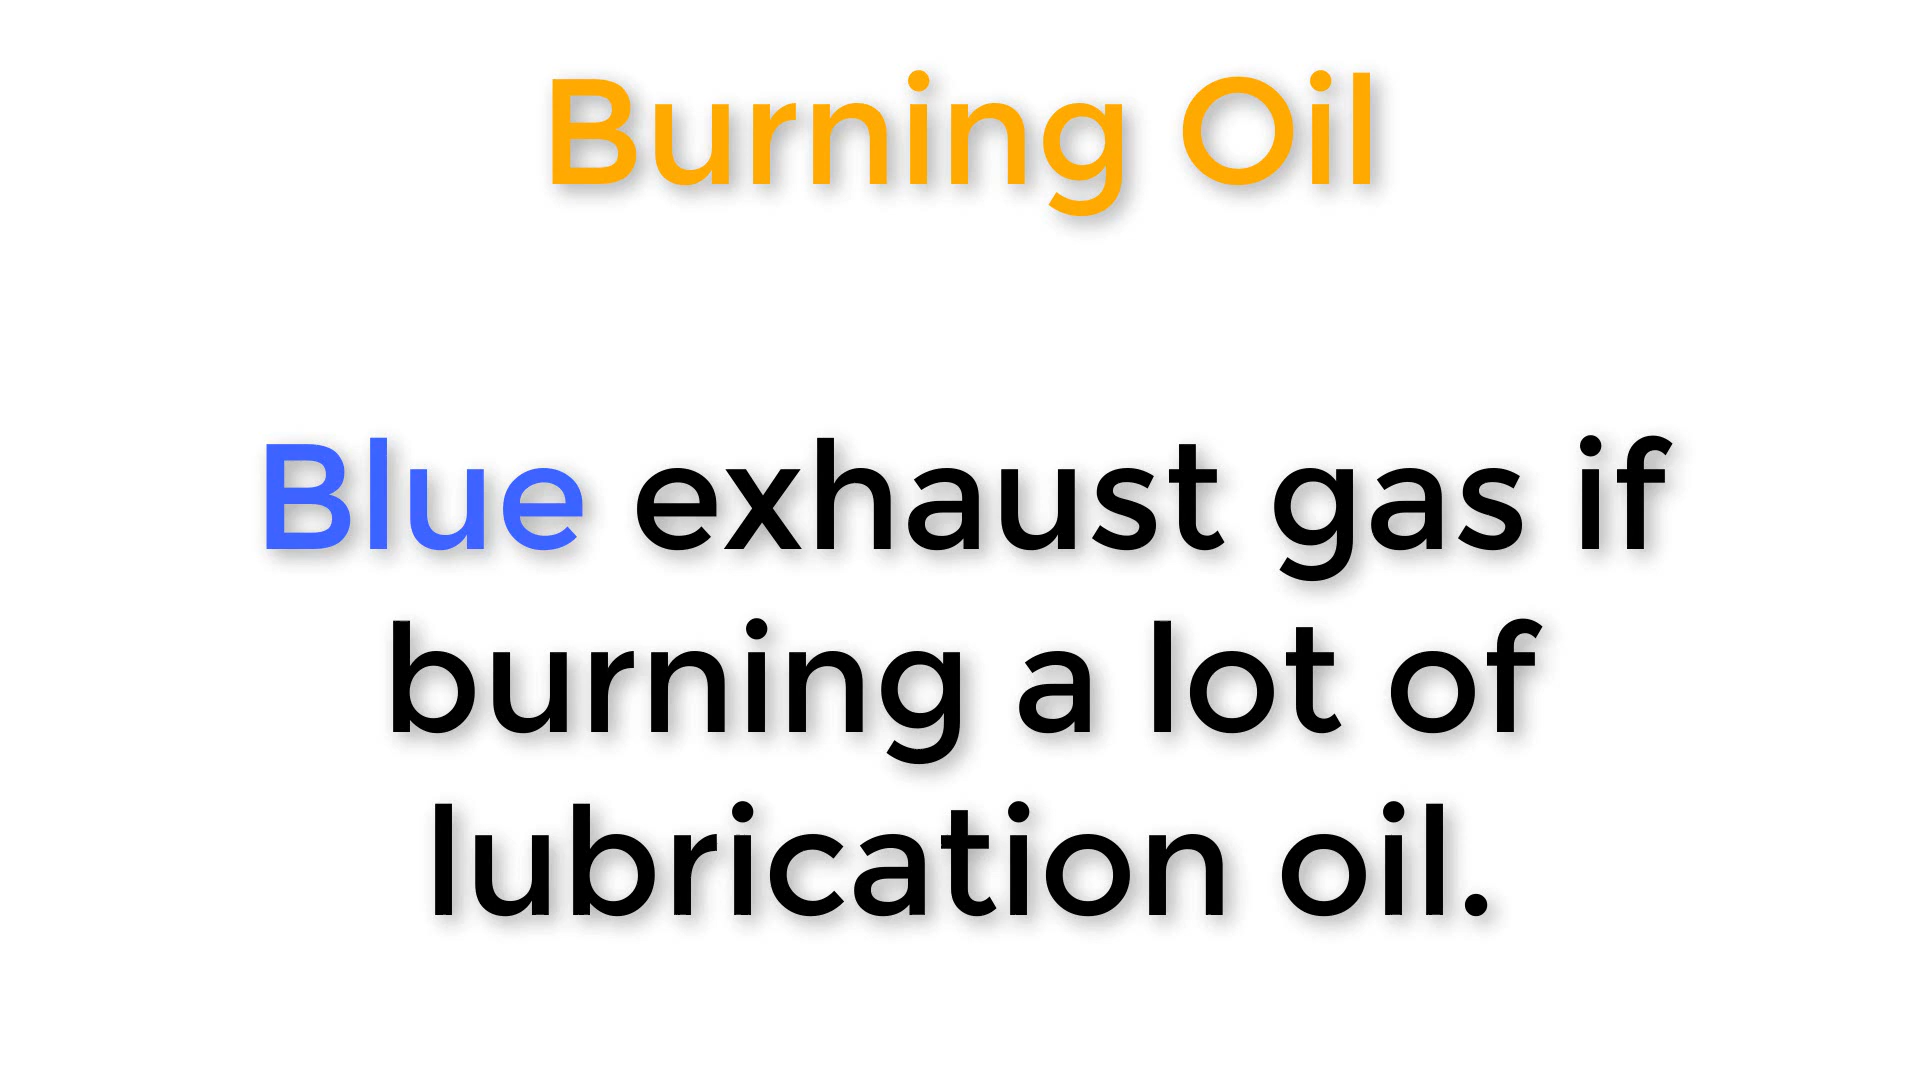 Burning Oil
Blue exhaust gas if
burning a lot of
lubrication oil.